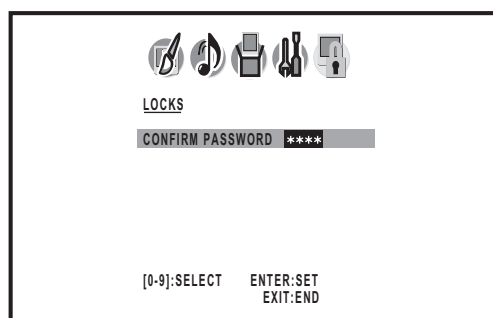 LOCKS
CONFIRM PASSWORD ****
[0-9]:SELECT ENTER:SET
EXIT:END